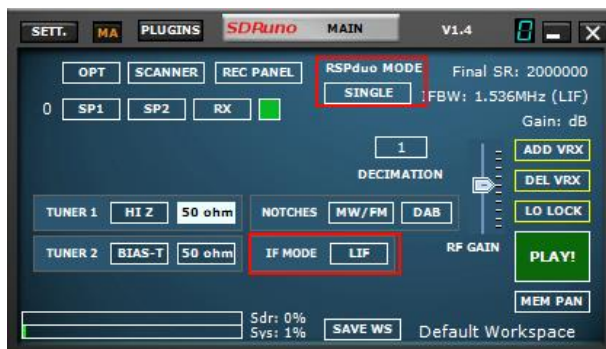 SETT. MA PLUGINS SDRuno MAIN V1.4 0
OPT SCANNER REC PANEL RSPduo MODE Final SR: 2000000
0 SP1 SP2 RX SINGLE IFBW: 1.536MHz (LIF)
Gain: dB
1 ADD VRX
DECIMATION DEL VRX
TUNER 1 HI Z 50 ohm NOTCHES MW/FM DAB LO LOCK
TUNER 2 BIAS-T 50 ohm IF MODE LIF RF GAIN PLAY!
MEM PAN
Sdr: 0%
Sys: 1% SAVE WS Default Workspace